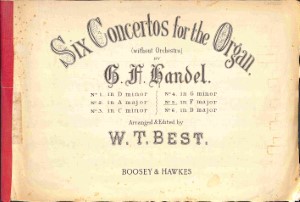 Six Concertos for the Organ.
(without Orchestra)
BY
G. F. Handel.
No 1. in D minor
No 4. in G minor
No 2. in A major
No 5. in F major
No 3. in C minor
No 6. in D major
Arranged & Edited by
W. T. BEST.
BOOSEY & HAWKES